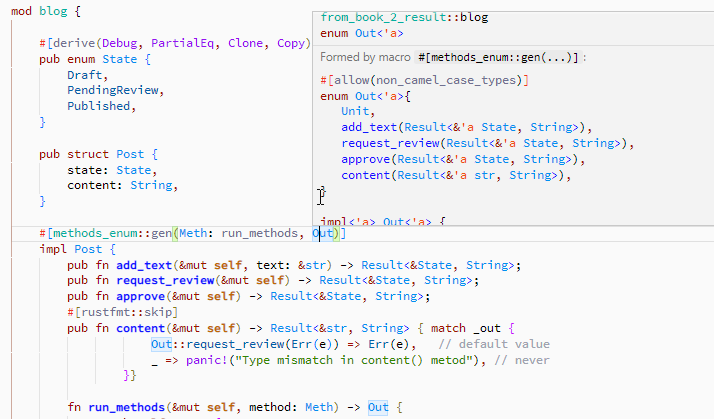 mod blog {
#[derive(Debug, PartialEq, Clone, Copy)
pub enum State {
Draft,
PendingReview,
Published,
}
pub struct Post {
state: State,
content: String,
}
#[methods_enum::gen(Meth: run_methods, Out)]
impl Post {
pub fn add_text(&mut self, text: &str) -> Result<&State, String>;
pub fn request_review(&mut self) -> Result<&State, String>;
pub fn approve(&mut self) -> Result<&State, String>;
#[rustfmt::skip]
pub fn content(&mut self) -> Result<&str, String> { match _out {
Out::request_review(Err(e)) => Err(e),   // default value
_ => panic!("Type mismatch in content() metod"), // never
}}
fn run_methods(&mut self, method: Meth) -> Out {
from_book_2_result::blog
enum Out<'a>
Formed by macro #[methods_enum::gen(...)] :
#[allow(non_camel_case_types)]
enum Out<'a>{
Unit,
add_text(Result<&'a State, String>),
request_review(Result<&'a State, String>),
approve(Result<&'a State, String>),
content(Result<&'a str, String>),
}
impl<'a> Out<'a> {